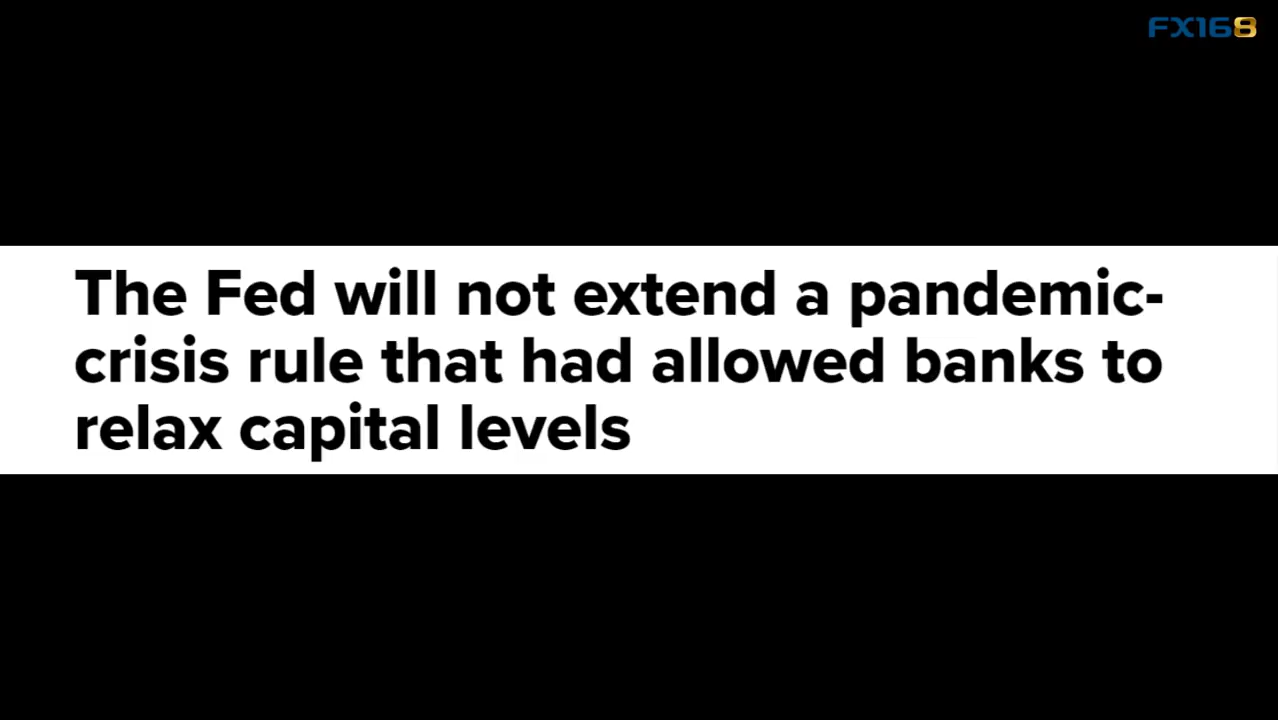 FX168
The Fed will not extend a pandemic-
crisis rule that had allowed banks to
relax capital levels